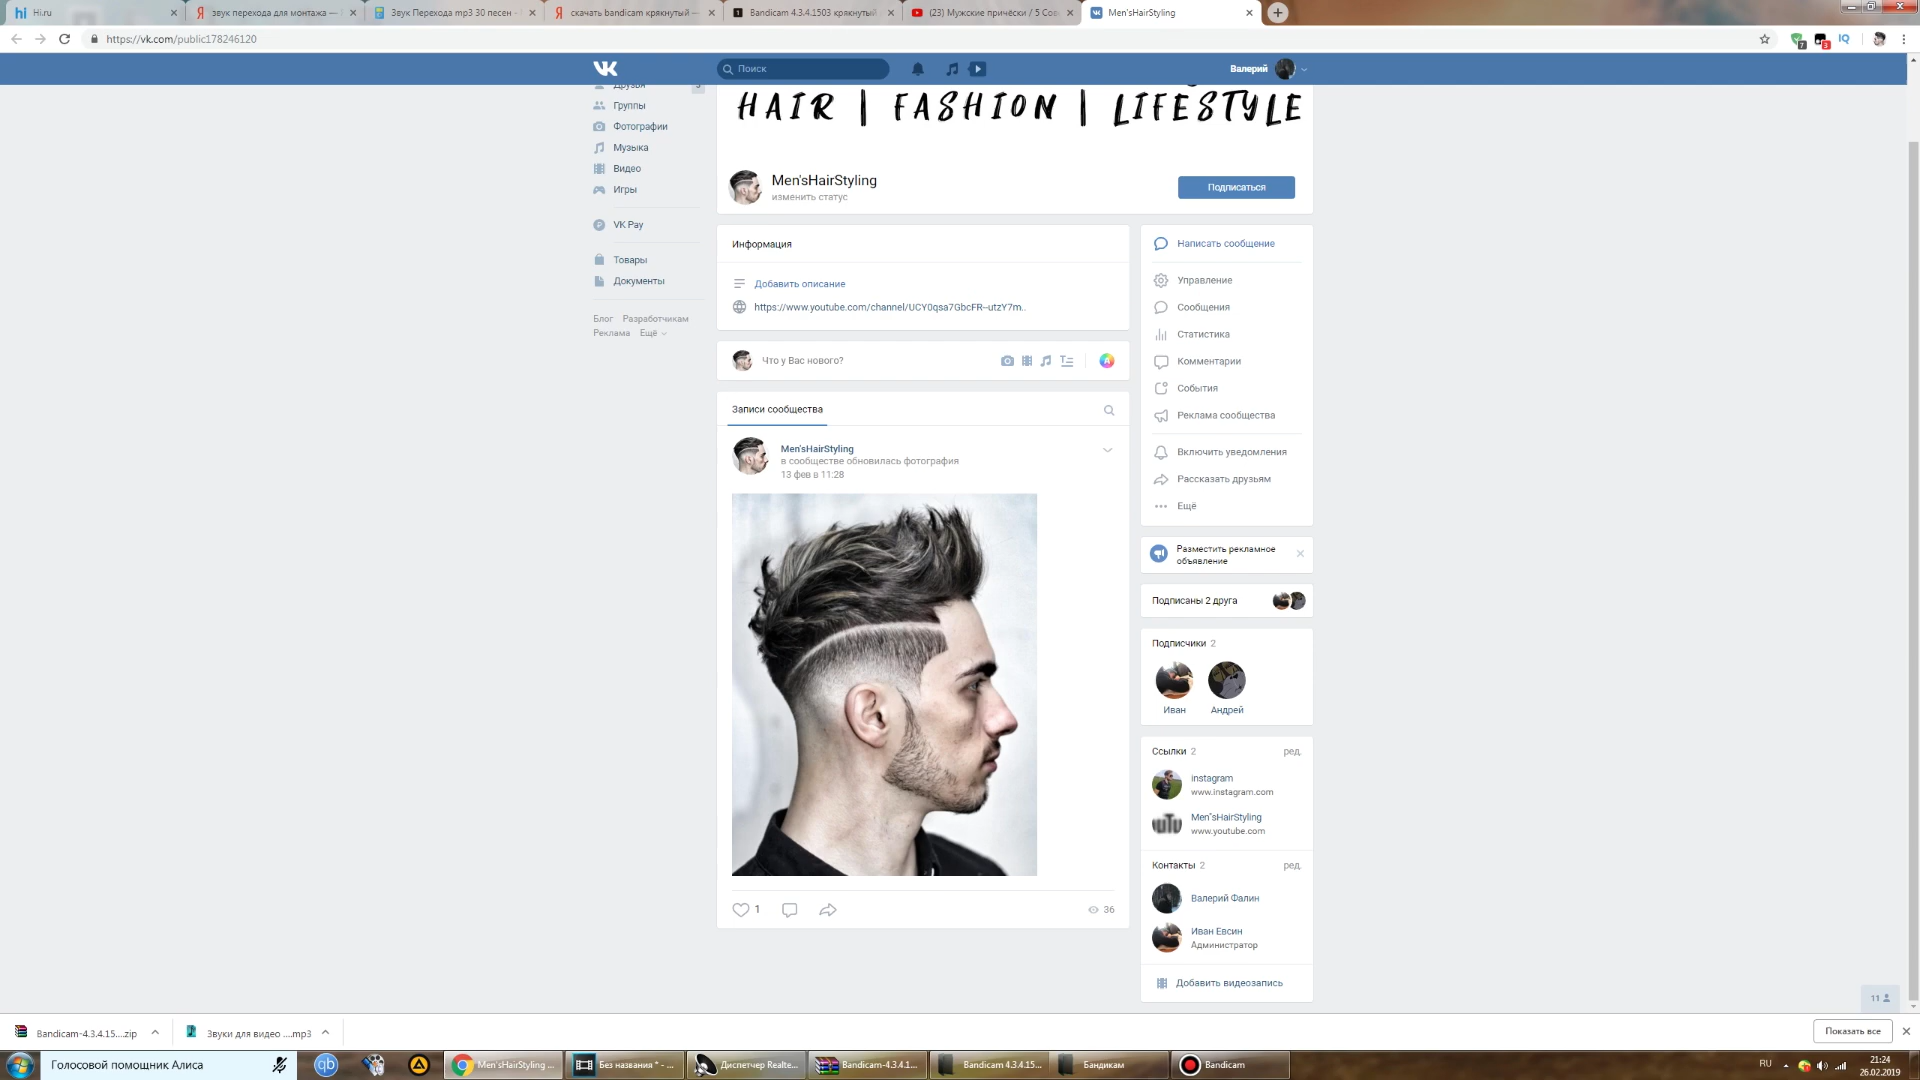 Hi.ru
звук перехода для монтажа —
Звук Перехода mp3 30 песен -
скачать bandicam крякнутый —
Bandicam 4.3.4.1503 крякнутый
(23) Мужские причёски / 5 Сов
Men'sHairStyling
https://vk.com/public178246120
7
3
IQ
Поиск
Валерий
Друзья
Группы
Фотографии
Музыка
Видео
Игры
VK Pay
Товары
Документы
Блог Разработчикам
Реклама Ещё
HAIR | FASHION | LIFESTYLE
Men'sHairStyling
изменить статус
Подписаться
Информация
Добавить описание
https://www.youtube.com/channel/UCY0qsa7GbcFR--utzY7m..
Что у Вас нового?
Записи сообщества
Men'sHairStyling
в сообществе обновилась фотография
13 фев в 11:28
1
36
Написать сообщение
Управление
Сообщения
Статистика
Комментарии
События
Реклама сообщества
Включить уведомления
Рассказать друзьям
Ещё
Разместить рекламное
объявление
Подписаны 2 друга
Подписчики 2
Иван Андрей
Ссылки 2 ред.
instagram
www.instagram.com
Men"sHairStyling
www.youtube.com
Контакты 2 ред.
Валерий Фалин
Иван Евсин
Администратор
Добавить видеозапись
11
Bandicam-4.3.4.15....zip
Звуки для видео ....mp3
Показать все
Голосовой помощник Алиса
qb
Men'sHairStyling ...
Без названия * - ...
Диспетчер Realte...
Bandicam-4.3.4.1...
Bandicam 4.3.4.15...
Бандикам
Bandicam
RU
21:24
26.02.2019